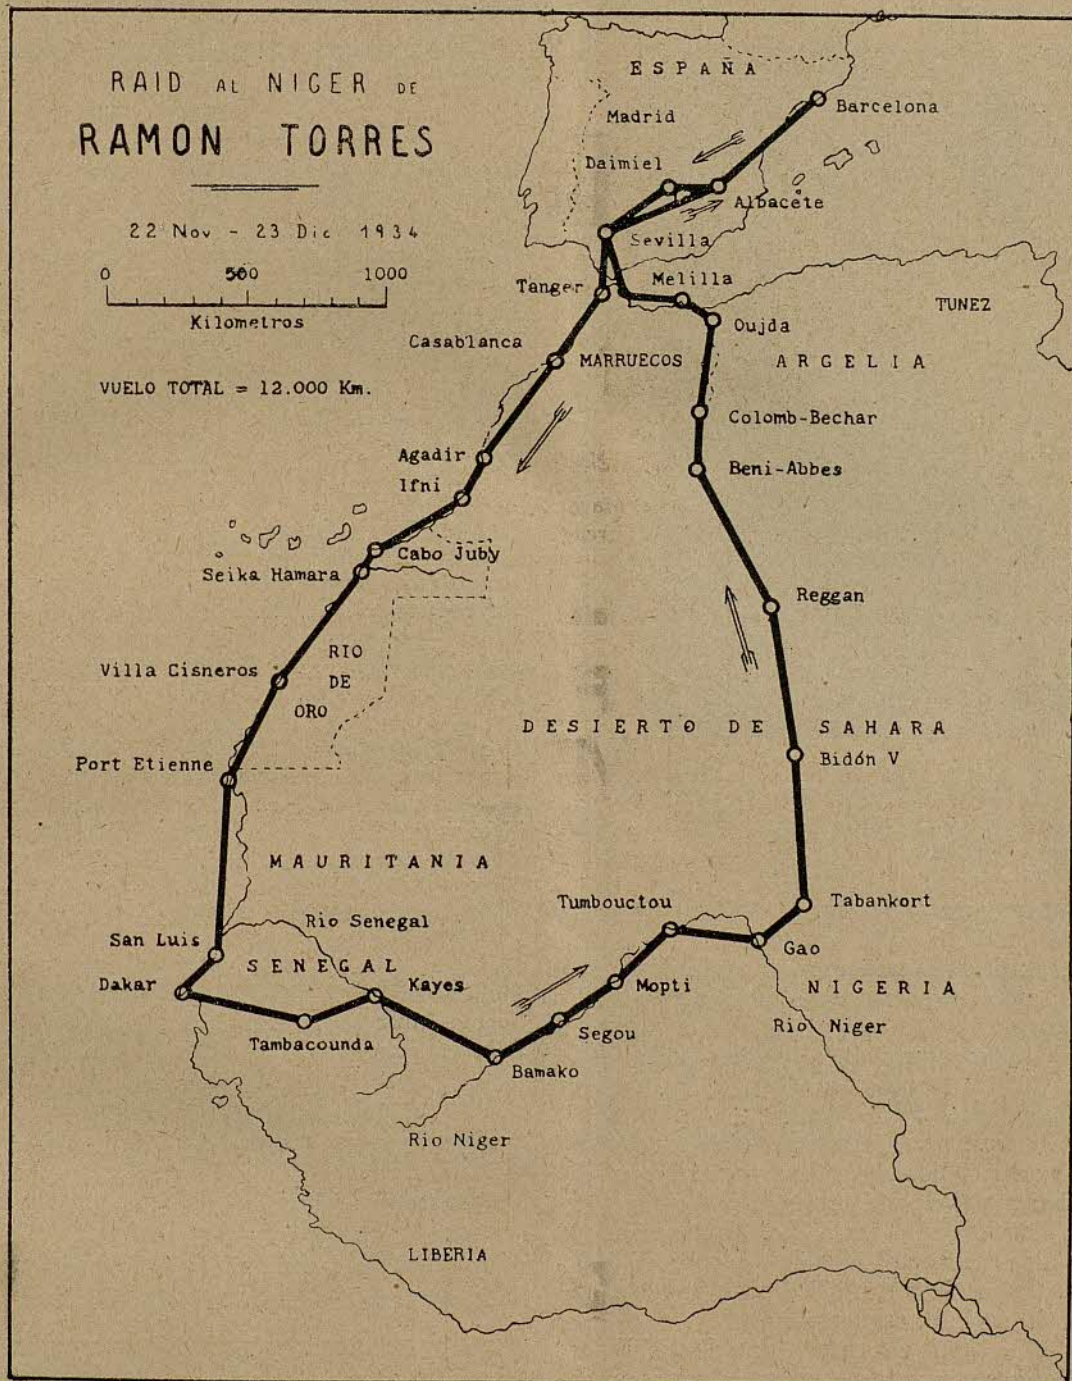 RAID AL NIGER DE
RAMON TORRES
22 Nov - 23 Dic 1934
0 500 1000
Kilometros
VUELO TOTAL = 12.000 Km.
ESPAÑA
Barcelona
Madrid
Daimiel
Albacete
Sevilla
Tanger
Melilla
TUNEZ
Oujda
Casablanca
MARRUECOS
ARGELIA
Colomb-Bechar
Agadir
Beni-Abbes
Ifni
Cabo Juby
Seika Hamara
Reggan
RIO
DE
ORO
Villa Cisneros
DESIERTO DE SAHARA
Port Etienne
Bidón V
MAURITANIA
Tumbouctou
Tabankort
Rio Senegal
San Luis
Gao
SENEGAL
Dakar
Kayes
Mopti
NIGERIA
Rio Niger
Segou
Tambacounda
Bamako
Rio Niger
LIBERIA